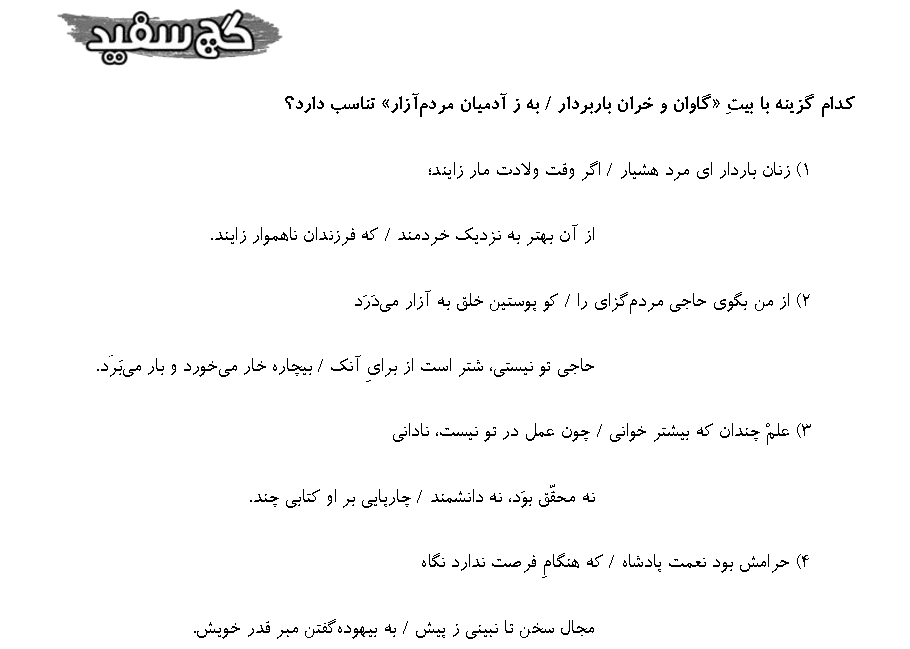 گچ سفید
کدام گزینه با بیتِ «گاوان و خران باربردار / به ز آدمیان مردم‌آزار» تناسب دارد؟
۱) زنان باردار ای مرد هشیار / اگر وقت ولادت مار زایند؛
از آن بهتر به نزدیک خردمند / که فرزندان ناهموار زایند.
۲) از من بگوی حاجی مردم‌گزای را / کو پوستین خلق به آزار می‌دَرَد
حاجی تو نیستی، شتر است از برایِ آنک / بیچاره خار می‌خورد و بار می‌بَرَد.
۳) علمْ چندان که بیشتر خوانی / چون عمل در تو نیست، نادانی
نه محقّق بوَد، نه دانشمند / چارپایی بر او کتابی چند.
۴) حرامش بود نعمت پادشاه / که هنگامِ فرصت ندارد نگاه
مجال سخن تا نبینی ز پیش / به بیهوده‌گفتن مبر قدر خویش.